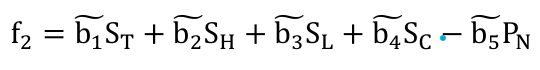 f₂ = b̃₁S_T + b̃₂S_H + b̃₃S_L + b̃₄S_C − b̃₅P_N